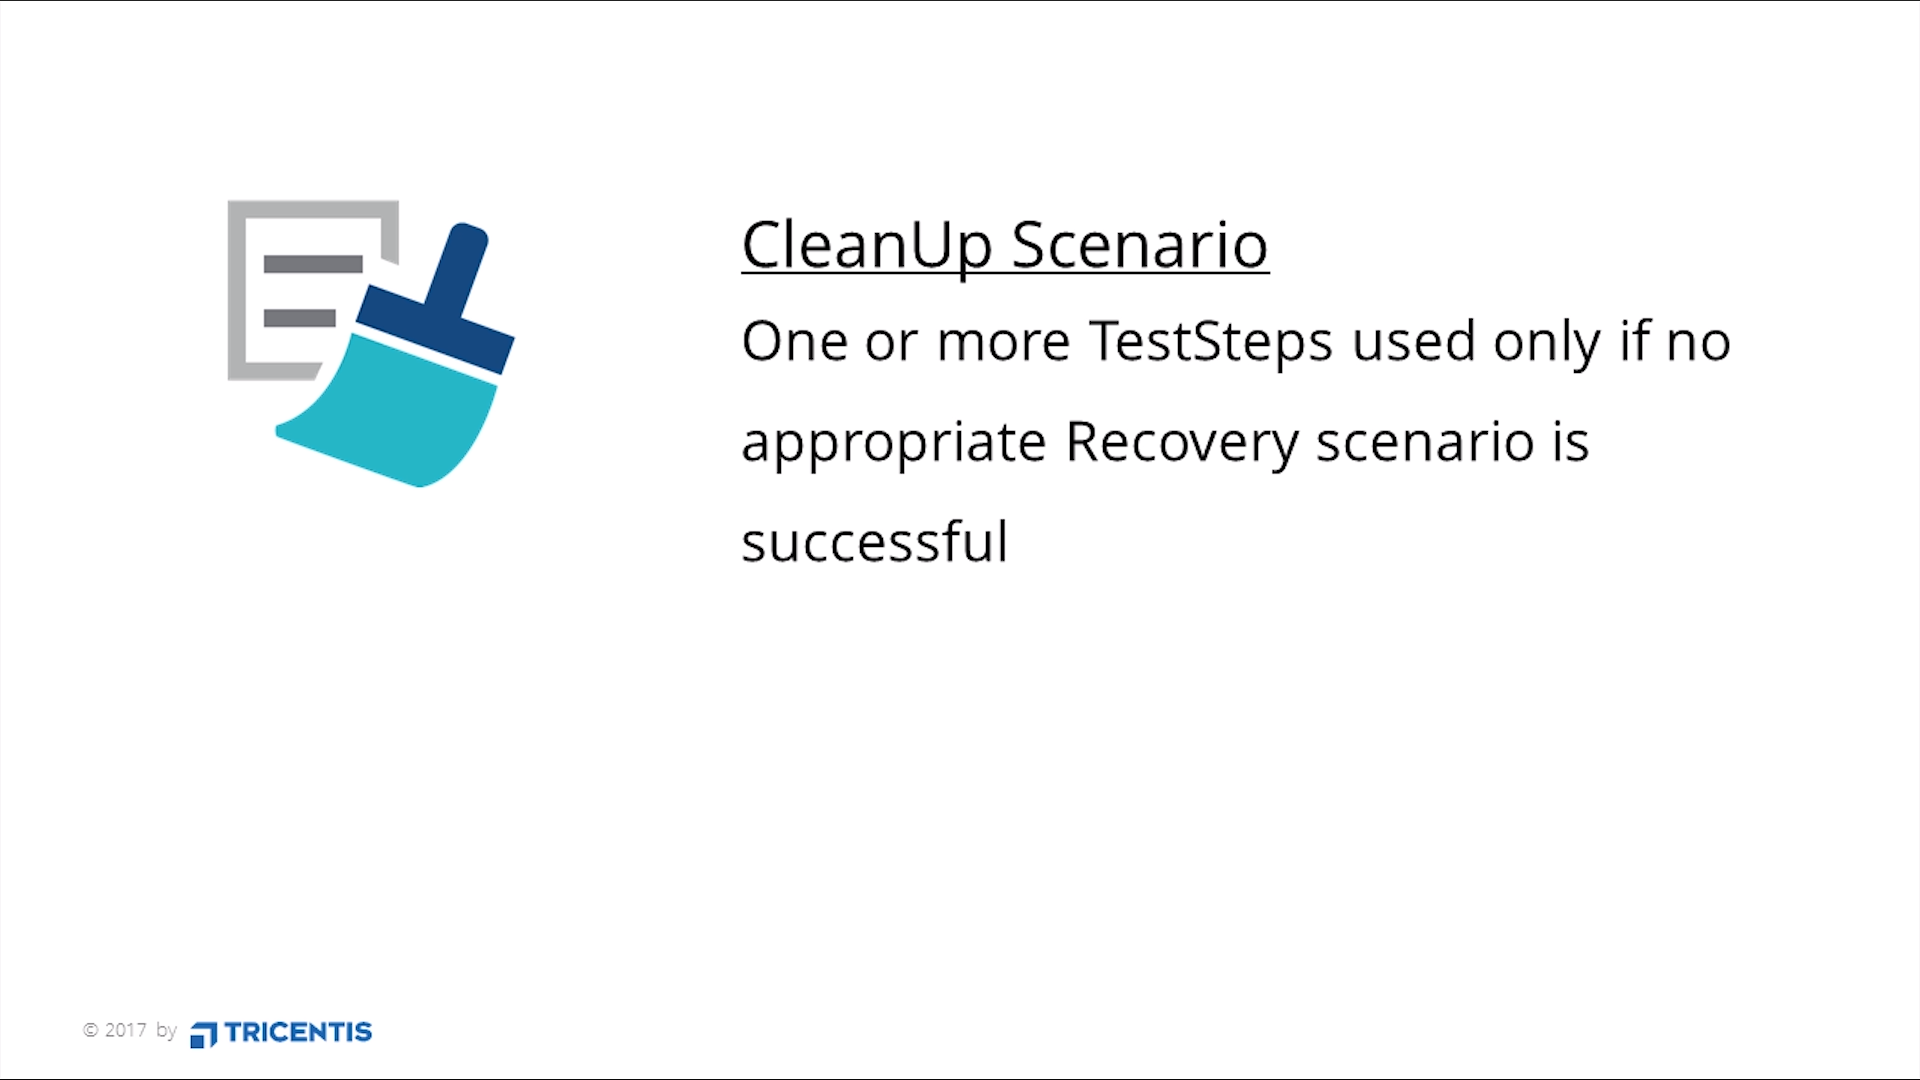 CleanUp Scenario
One or more TestSteps used only if no
appropriate Recovery scenario is
successful
© 2017 by TRICENTIS